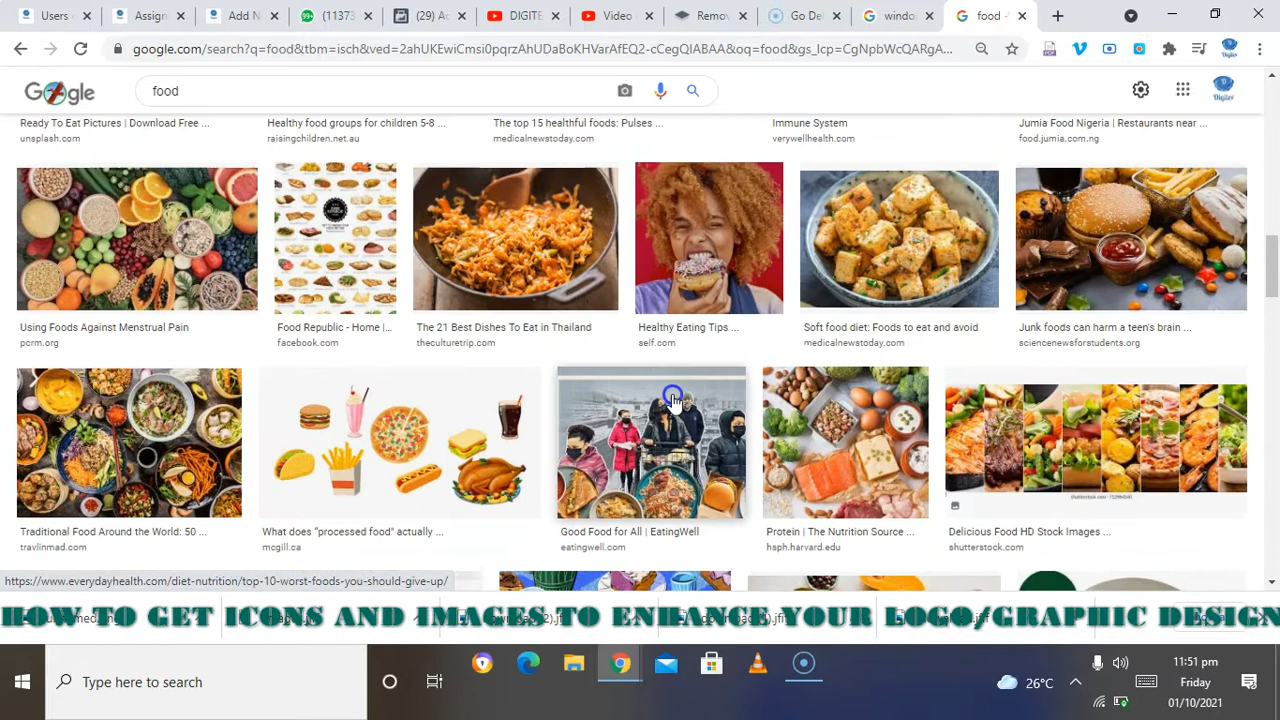 Users
Assign
Add N
99+ (11373
(29) A
DIGITE
Video
Remov
Go Del
windo
food -
google.com/search?q=food&tbm=isch&ved=2ahUKEwiCmsi0pqrzAhUDaBoKHVarAfEQ2-cCegQIABAA&oq=food&gs_lcp=CgNpbWcQARgA...
Google
food
Digiter
Ready To Eat Pictures | Download Free ...
Healthy food groups for children 5-8 ...
The top 15 healthful foods: Pulses ...
Immune System
Jumia Food Nigeria | Restaurants near ...
unsplash.com
raisingchildren.net.au
medicalnewstoday.com
verywellhealth.com
food.jumia.com.ng
Using Foods Against Menstrual Pain
Food Republic - Home |...
The 21 Best Dishes To Eat in Thailand
Healthy Eating Tips ...
Soft food diet: Foods to eat and avoid
Junk foods can harm a teen's brain ...
pcrm.org
facebook.com
theculturetrip.com
self.com
medicalnewstoday.com
sciencenewsforstudents.org
Traditional Food Around the World: 50 ...
What does "processed food" actually ...
Good Food for All | EatingWell
Protein | The Nutrition Source ...
Delicious Food HD Stock Images ...
travlinmad.com
mcgill.ca
eatingwell.com
hsph.harvard.edu
shutterstock.com
https://www.everydayhealth.com/diet-nutrition/top-10-worst-foods-you-should-give-up/
HOW TO GET ICONS AND IMAGES TO ENHANCE YOUR LOGO/GRAPHIC DESIGN
Type here to search
26°C
11:51 pm
Friday
01/10/2021